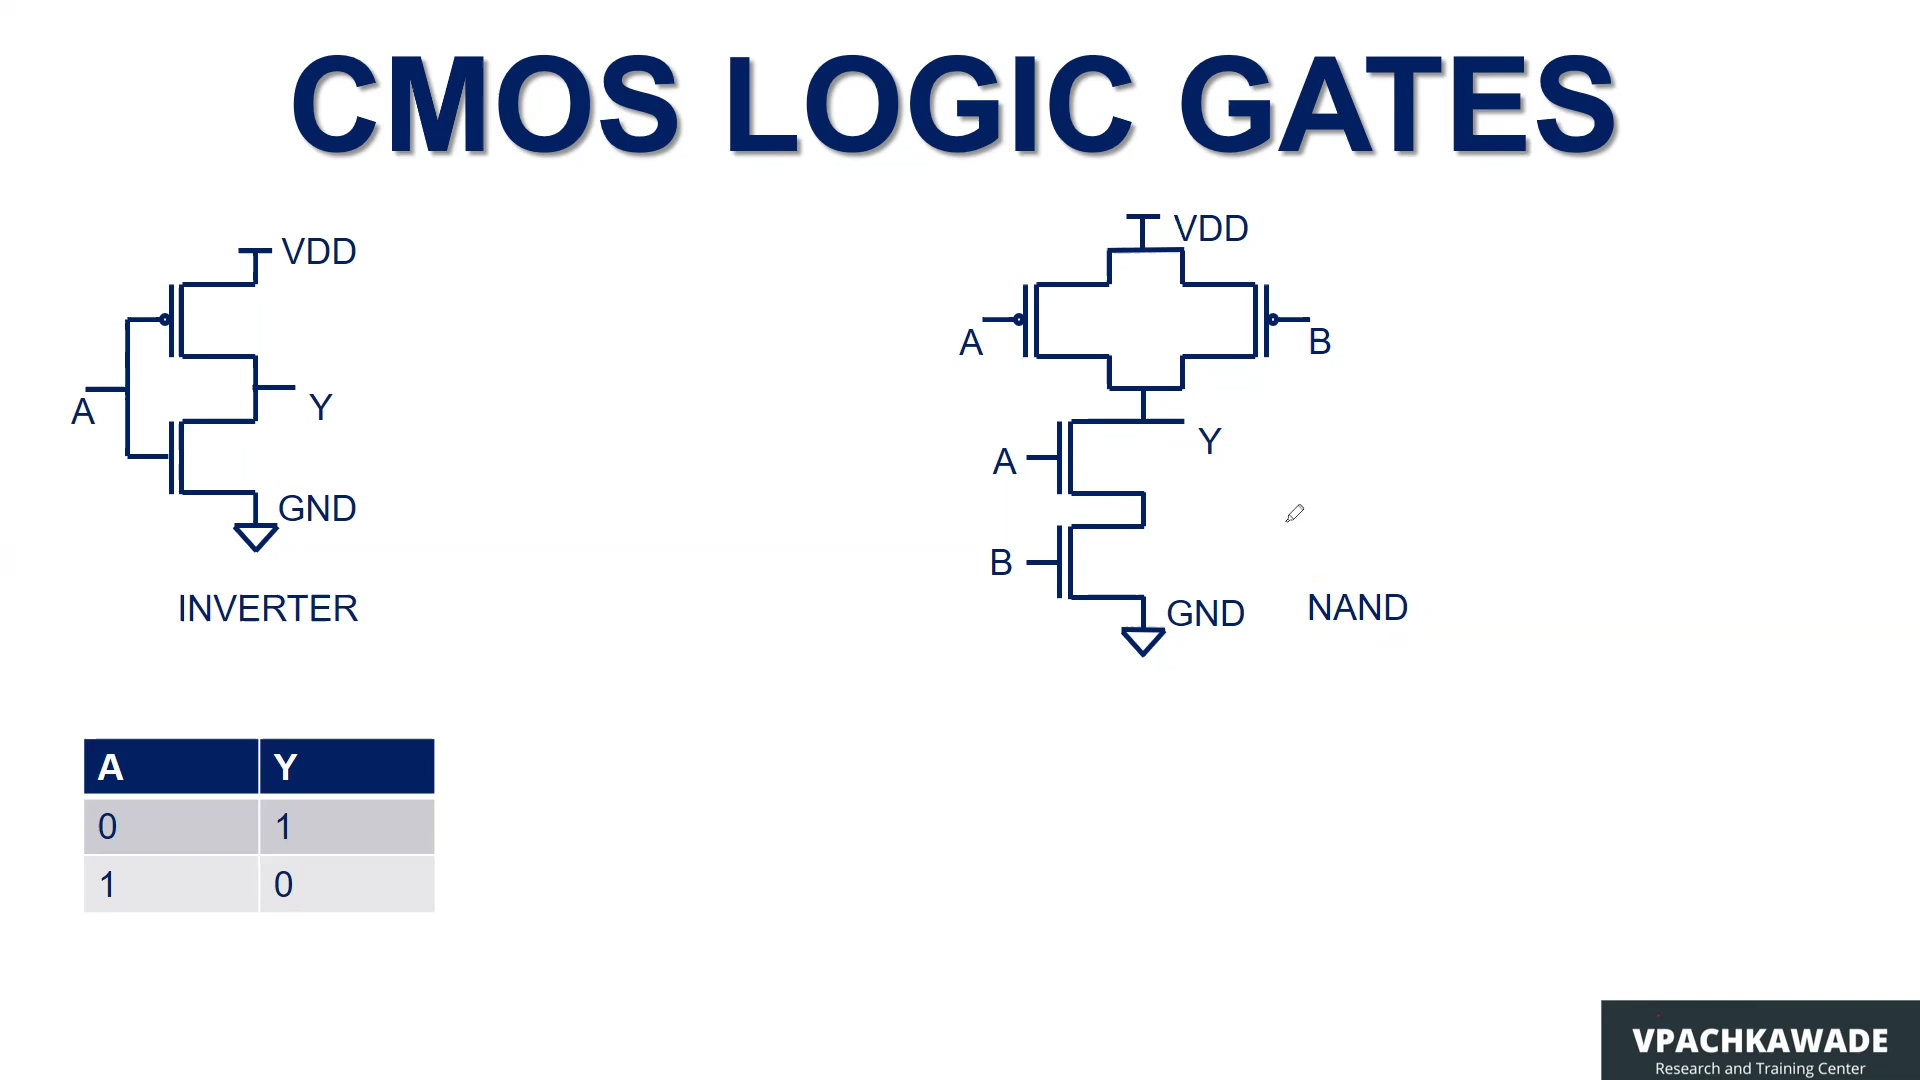 CMOS LOGIC GATES
VDD
A
Y
GND
INVERTER
VDD
A
B
Y
A
B
GND
NAND
A Y
0 1
1 0
VPACHKAWADE
Research and Training Center